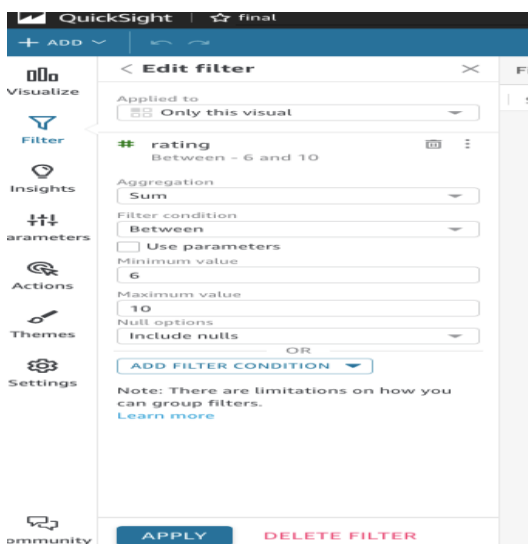 QuickSight final
+ ADD
Visualize
Filter
Insights
arameters
Actions
Themes
Settings
ommunity
< Edit filter
Applied to
Only this visual
# rating
Between - 6 and 10
Aggregation
Sum
Filter condition
Between
Use parameters
Minimum value
6
Maximum value
10
Null options
Include nulls
OR
ADD FILTER CONDITION
Note: There are limitations on how you
can group filters.
Learn more
APPLY DELETE FILTER
F